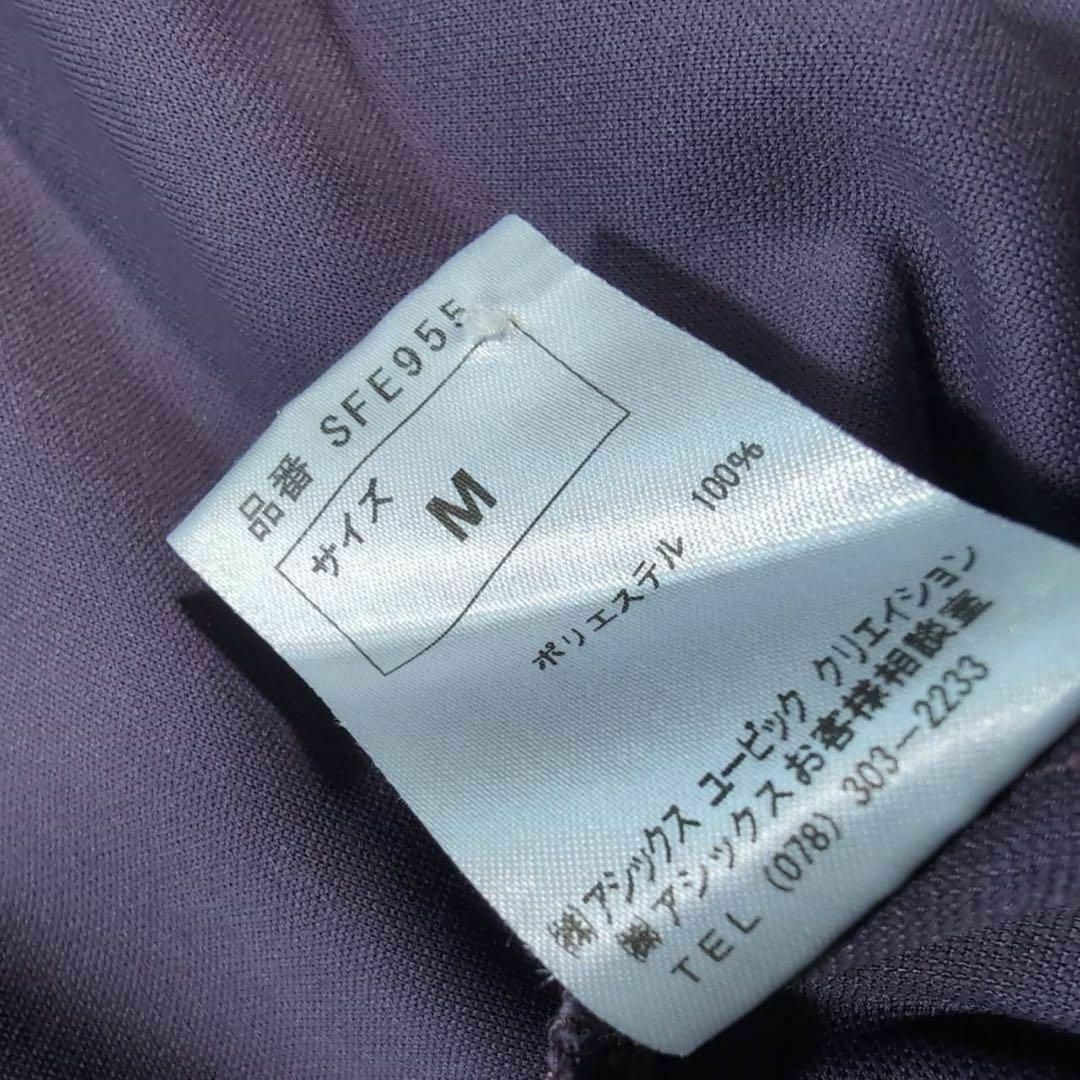 品番 SFE955
サイズ
M
ポリエステル 100%
㈱アシックス ユーピック クリエイション
㈱アシックスお客様相談室
TEL (078) 303—2233